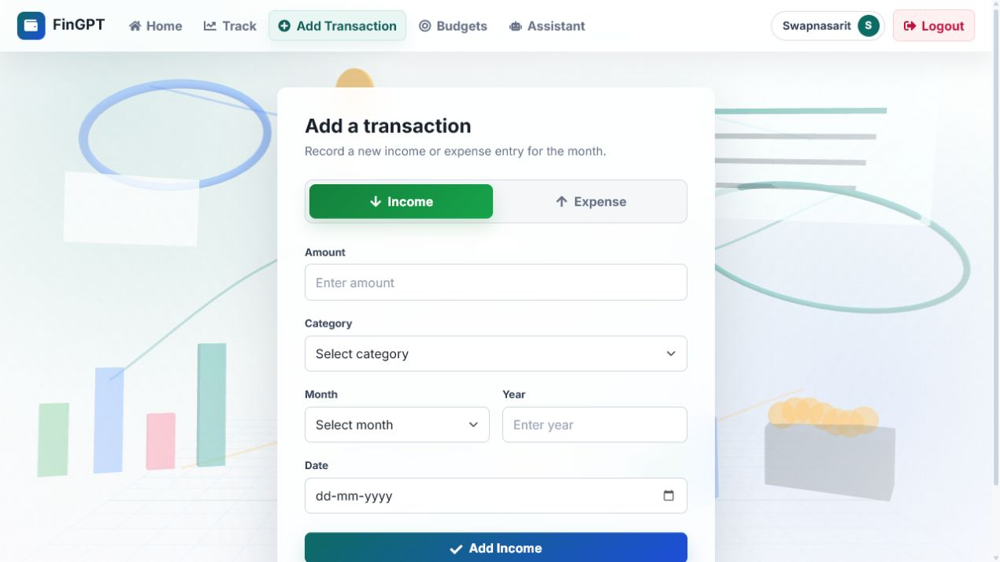 FinGPT Home Track Add Transaction Budgets Assistant Swapnasarit S Logout
Add a transaction
Record a new income or expense entry for the month.
Income Expense
Amount
Enter amount
Category
Select category
Month Year
Select month Enter year
Date
dd-mm-yyyy
Add Income